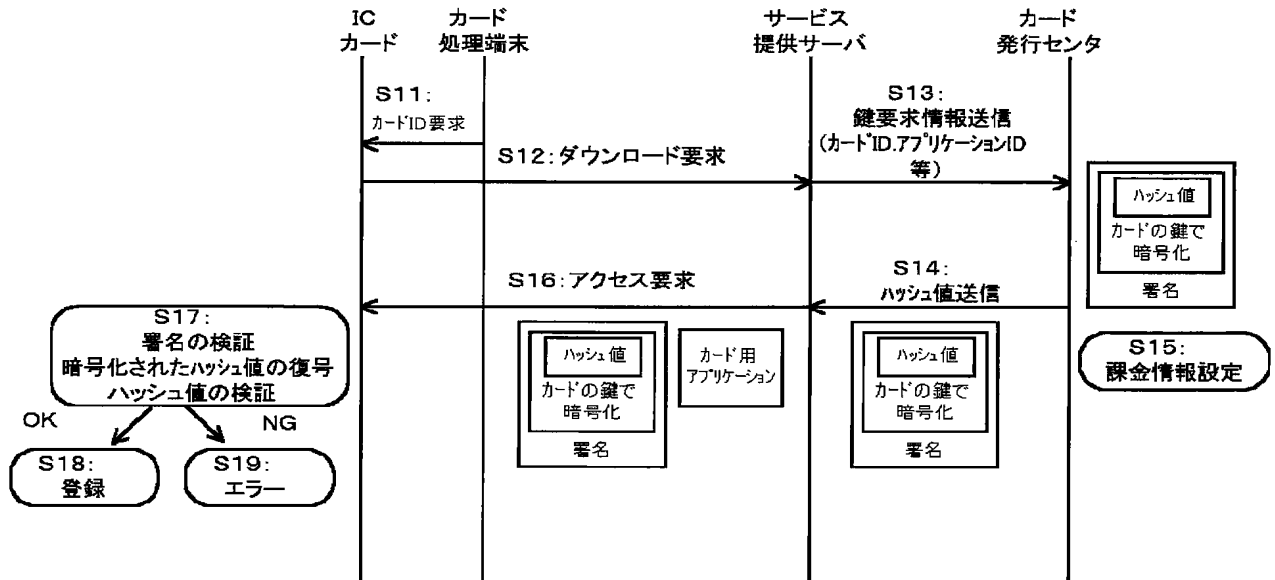 IC
カード
カード
処理端末
サービス
提供サーバ
カード
発行センタ
S11:
カードID要求
S12:ダウンロード要求
S13:
鍵要求情報送信
(カードID.アプリケーションID
等)
ハッシュ値
カードの鍵で
暗号化
署名
S14:
ハッシュ値送信
S15:
課金情報設定
S16:アクセス要求
ハッシュ値
カードの鍵で
暗号化
署名
カード用
アプリケーション
ハッシュ値
カードの鍵で
暗号化
署名
S17:
署名の検証
暗号化されたハッシュ値の復号
ハッシュ値の検証
OK
NG
S18:
登録
S19:
エラー